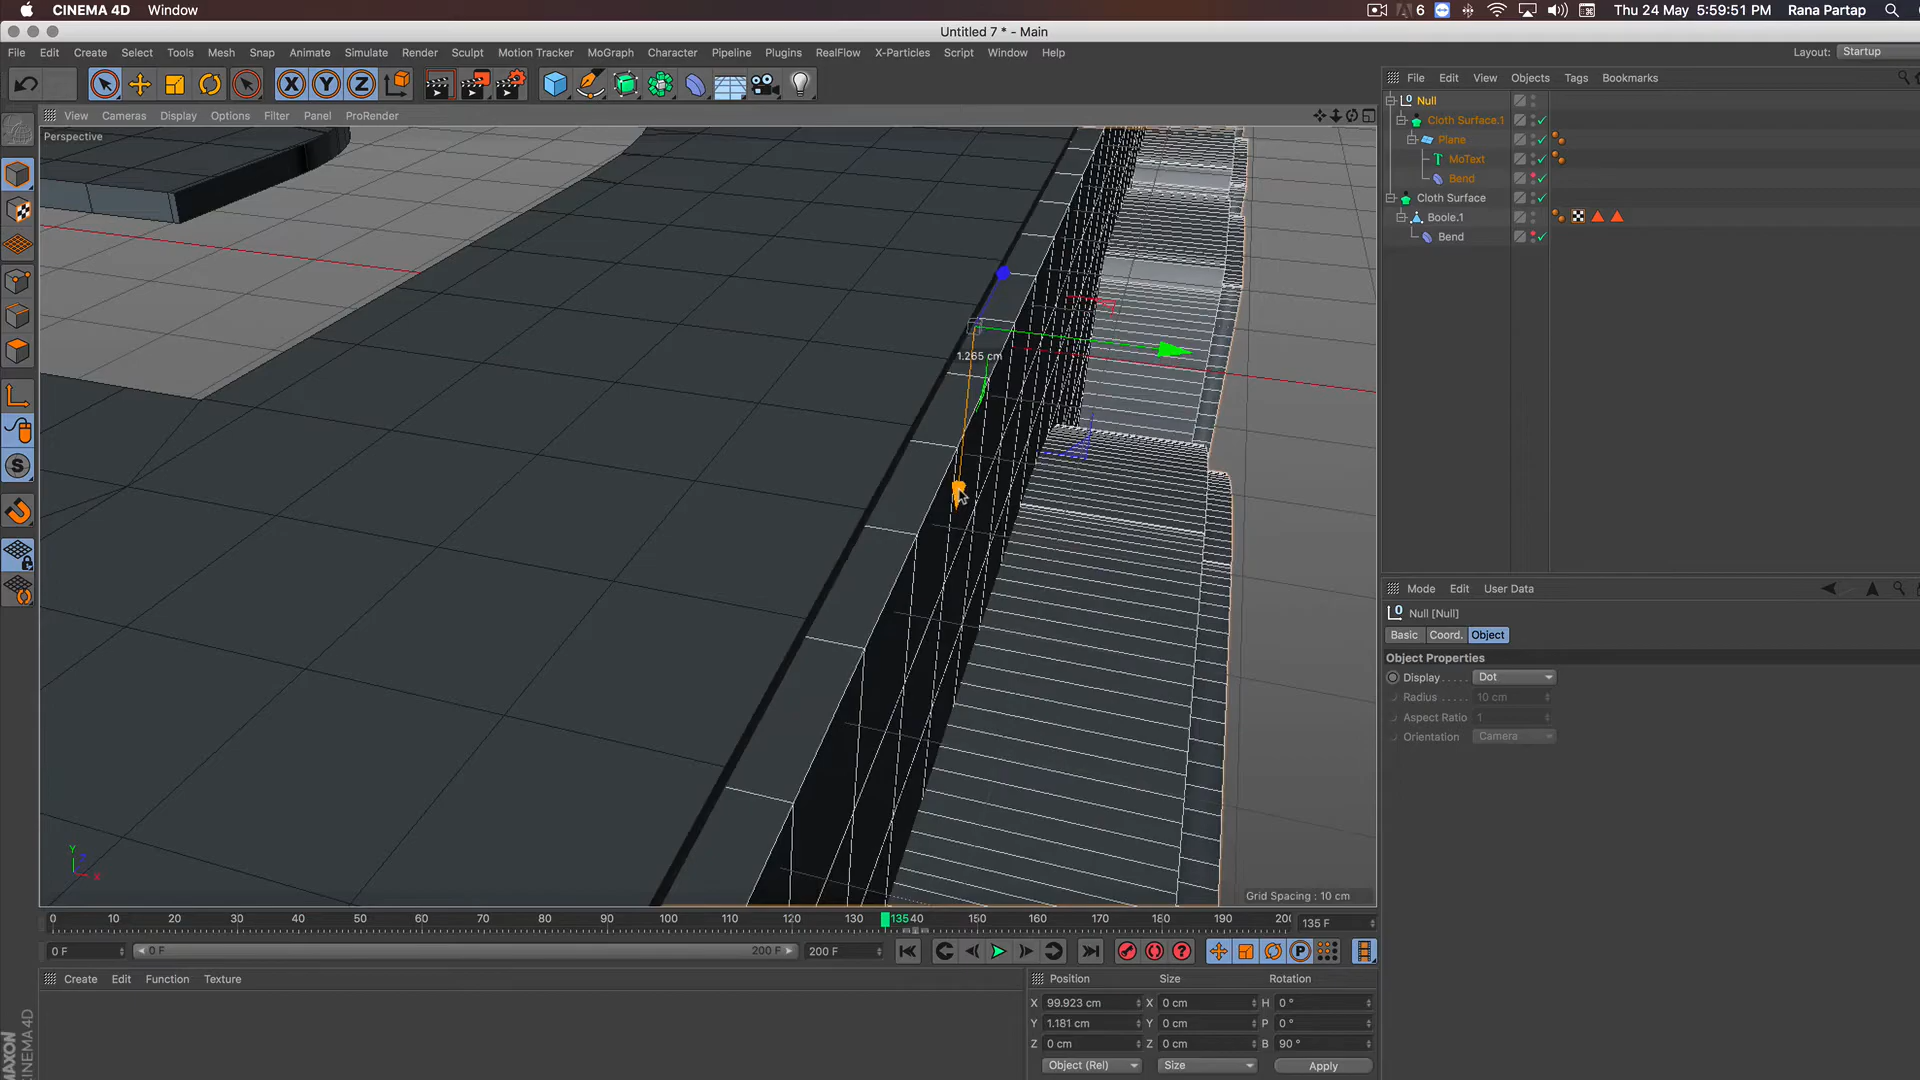 CINEMA 4D Window
6 Thu 24 May 5:59:51 PM Rana Partap
Untitled 7 * - Main
File Edit Create Select Tools Mesh Snap Animate Simulate Render Sculpt Motion Tracker MoGraph Character Pipeline Plugins RealFlow X-Particles Script Window Help
Layout: Startup
X Y Z
File Edit View Objects Tags Bookmarks
View Cameras Display Options Filter Panel ProRender
Perspective
Null
Cloth Surface.1
Plane
MoText
Bend
Cloth Surface
Boole.1
Bend
1.265 cm
Y
Z
X
Grid Spacing : 10 cm
Mode Edit User Data
Null [Null]
Basic Coord. Object
Object Properties
Display Dot
Radius 10 cm
Aspect Ratio 1
Orientation Camera
0 10 20 30 40 50 60 70 80 90 100 110 120 130 135 40 150 160 170 180 190 200 135 F
0 F 0 F 200 F 200 F
Create Edit Function Texture
Position Size Rotation
X 99.923 cm X 0 cm H 0 °
Y 1.181 cm Y 0 cm P 0 °
Z 0 cm Z 0 cm B 90 °
Object (Rel) Size Apply
MAXON
CINEMA 4D